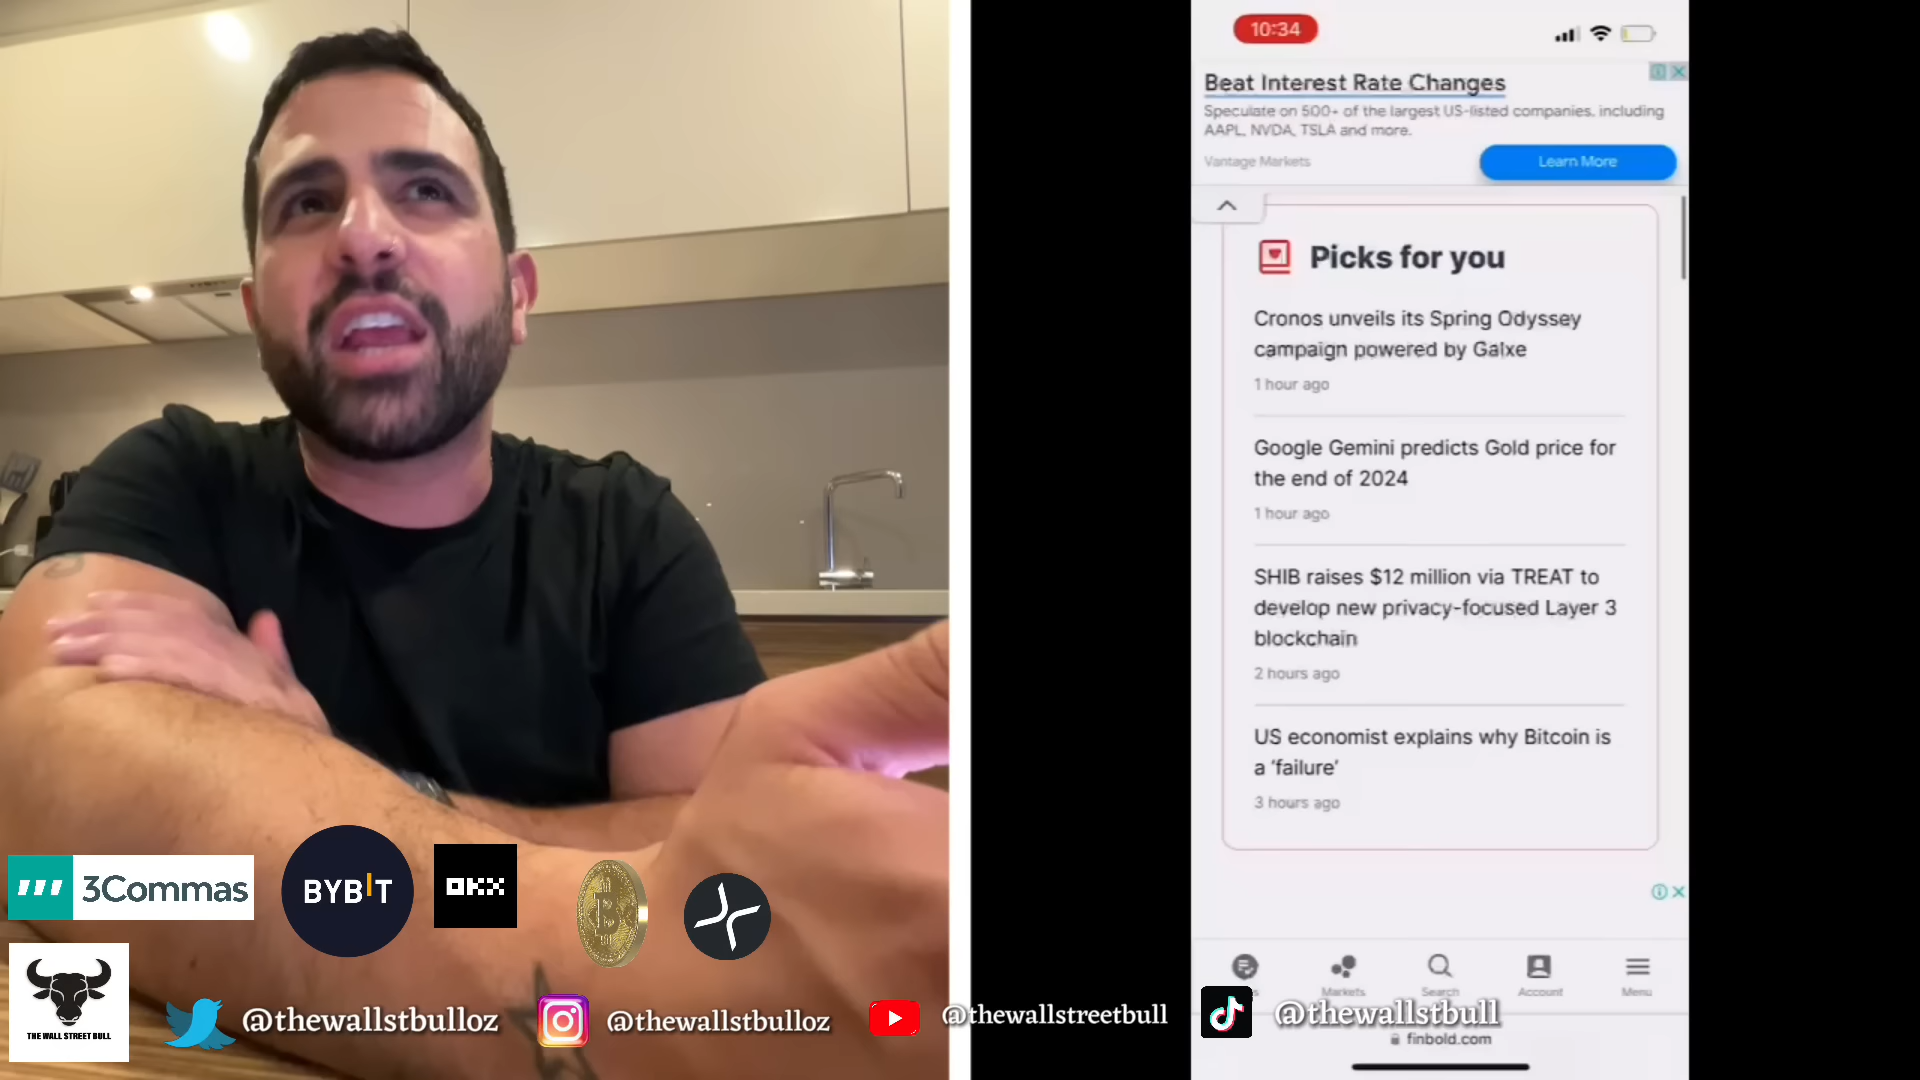 10:34
Beat Interest Rate Changes
Speculate on 500+ of the largest US-listed companies, including
AAPL, NVDA, TSLA and more.
Vantage Markets
Learn More
Picks for you
Cronos unveils its Spring Odyssey
campaign powered by Galxe
1 hour ago
Google Gemini predicts Gold price for
the end of 2024
1 hour ago
SHIB raises $12 million via TREAT to
develop new privacy-focused Layer 3
blockchain
2 hours ago
US economist explains why Bitcoin is
a 'failure'
3 hours ago
3Commas
BYBIT
OKX
THE WALL STREET BULL
@thewallstbulloz
@thewallstbulloz
@thewallstreetbull
@thewallstbull
Markets
Search
Account
Menu
finbold.com